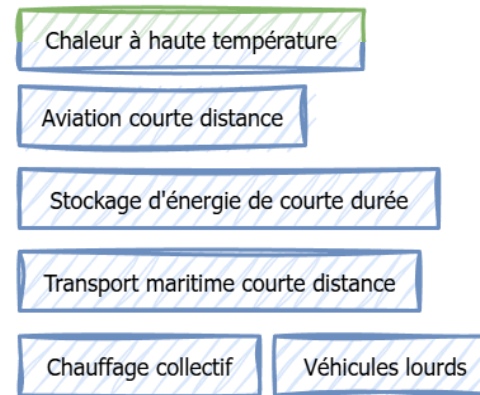 Chaleur à haute température
Aviation courte distance
Stockage d'énergie de courte durée
Transport maritime courte distance
Chauffage collectif
Véhicules lourds